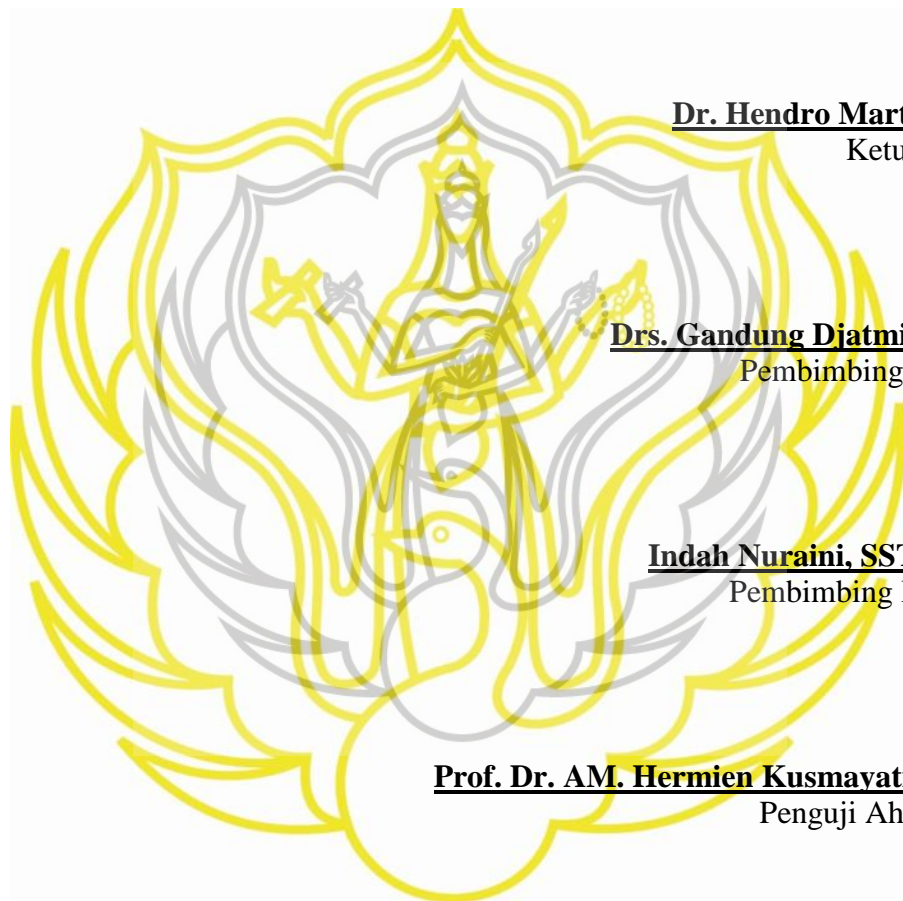 Dr. Hendro Mart
Ketu
Drs. Gandung Djatmi
Pembimbing
Indah Nuraini, SST
Pembimbing
Prof. Dr. AM. Hermien Kusmayat
Penguji Ah